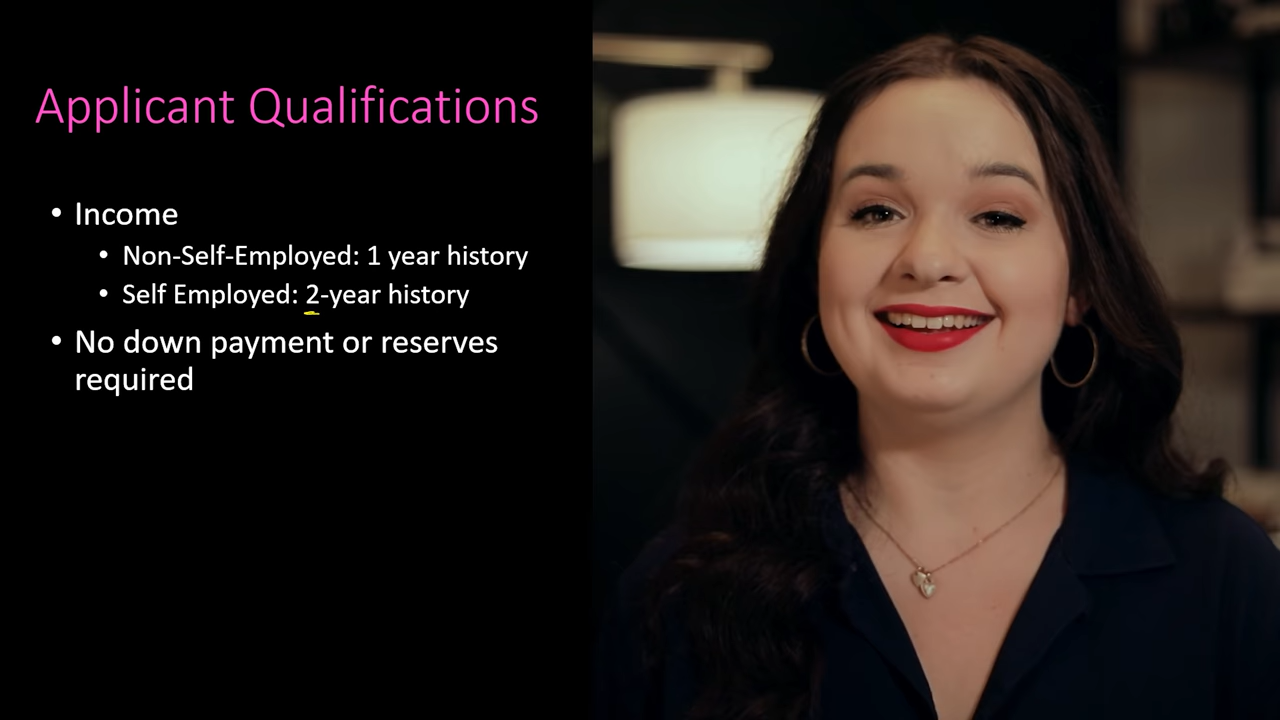 Applicant Qualifications
• Income
• Non-Self-Employed: 1 year history
• Self Employed: 2-year history
• No down payment or reserves
required